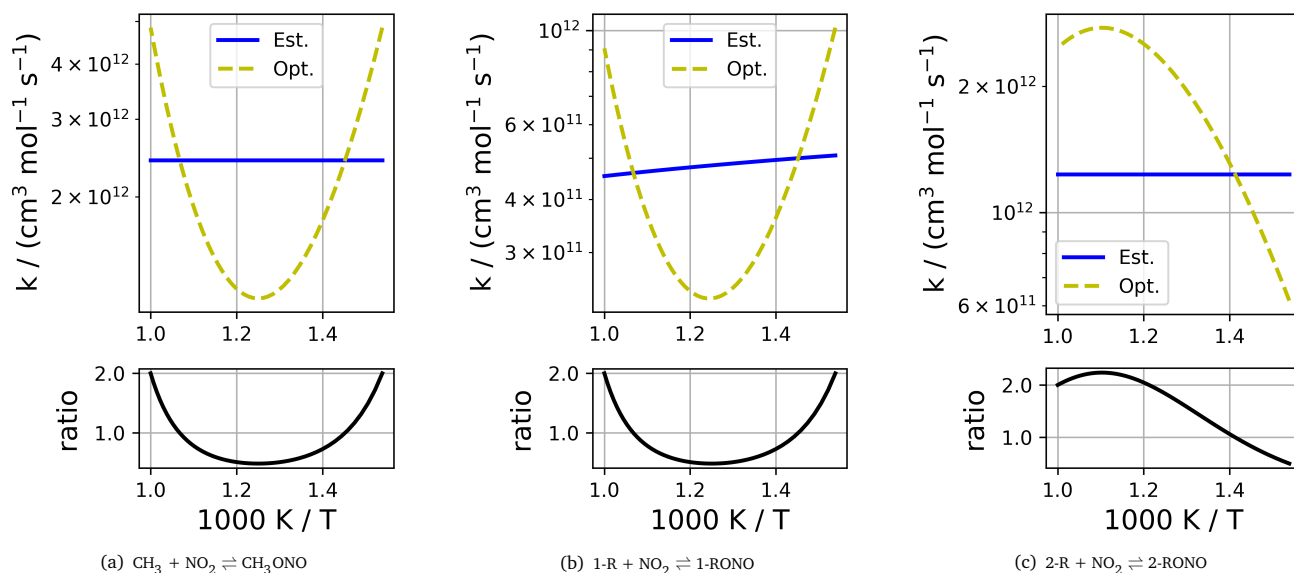 k / (cm³ mol⁻¹ s⁻¹)
4 × 10¹²
3 × 10¹²
2 × 10¹²
Est.
Opt.
1.0 1.2 1.4
ratio
2.0
1.0
1.0 1.2 1.4
1000 K / T
(a) CH₃ + NO₂ ⇌ CH₃ONO
k / (cm³ mol⁻¹ s⁻¹)
10¹²
6 × 10¹¹
4 × 10¹¹
3 × 10¹¹
Est.
Opt.
1.0 1.2 1.4
ratio
2.0
1.0
1.0 1.2 1.4
1000 K / T
(b) 1-R + NO₂ ⇌ 1-RONO
k / (cm³ mol⁻¹ s⁻¹)
2 × 10¹²
10¹²
6 × 10¹¹
Est.
Opt.
1.0 1.2 1.4
ratio
2.0
1.0
1.0 1.2 1.4
1000 K / T
(c) 2-R + NO₂ ⇌ 2-RONO